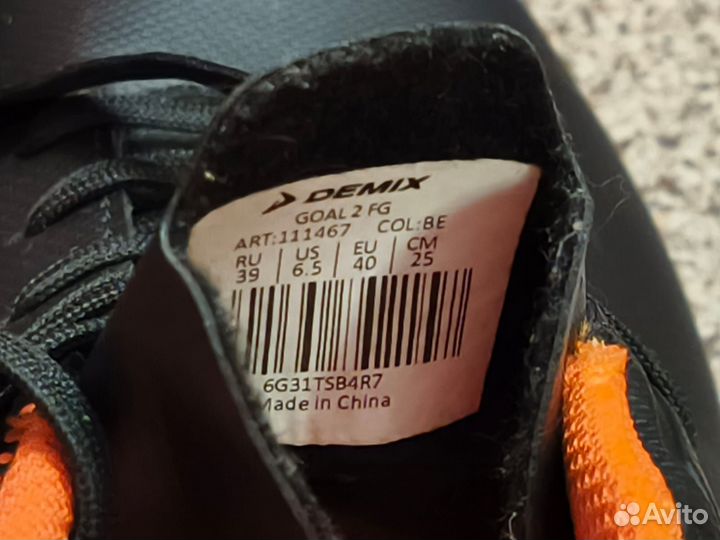 DEMIX
GOAL 2 FG
ART:111467 COL:BE
RU | US | EU | CM
39 | 6.5 | 40 | 25
6G31TSB4R7
Made in China
Avito